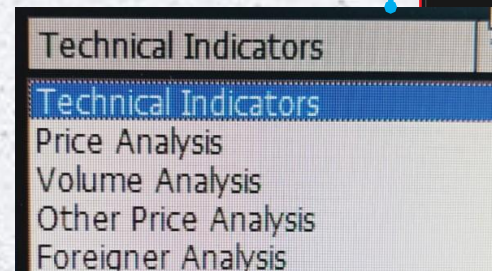 Technical Indicators
Technical Indicators
Price Analysis
Volume Analysis
Other Price Analysis
Foreigner Analysis